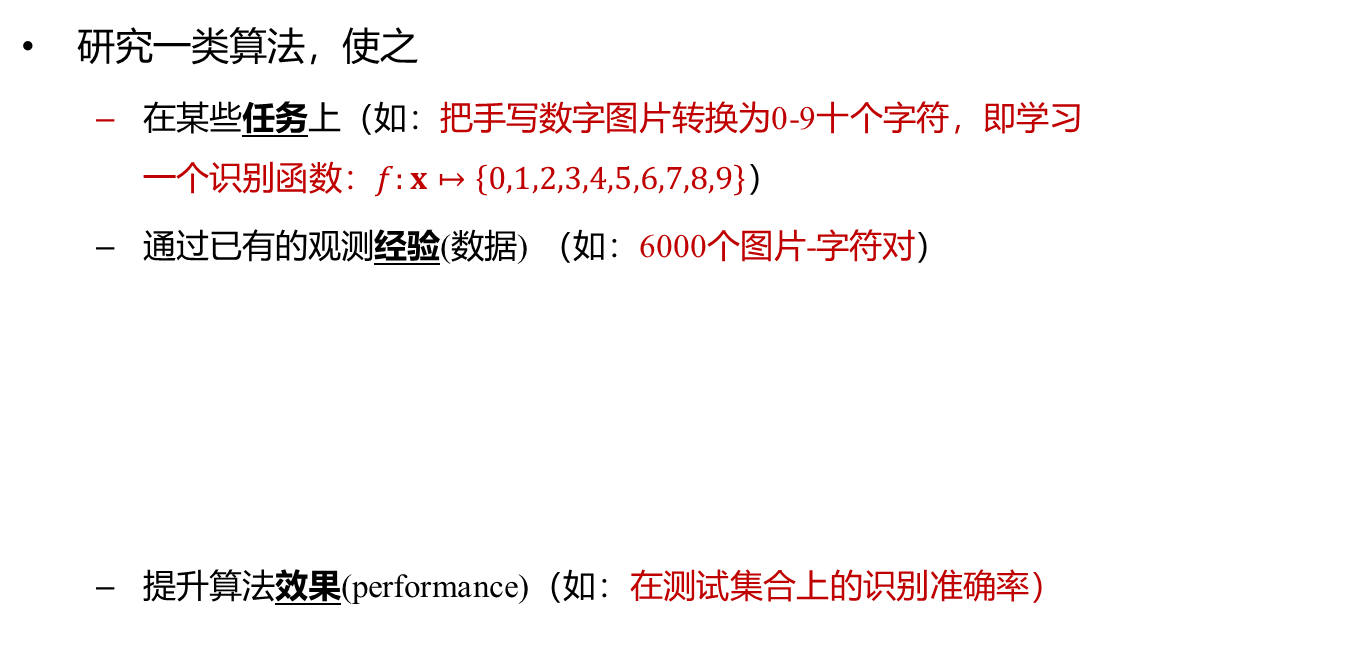 • 研究一类算法，使之
– 在某些任务上（如：把手写数字图片转换为0-9十个字符，即学习
一个识别函数：f: x ↦ {0,1,2,3,4,5,6,7,8,9}）
– 通过已有的观测经验(数据) （如：6000个图片-字符对）
– 提升算法效果(performance)（如：在测试集合上的识别准确率）